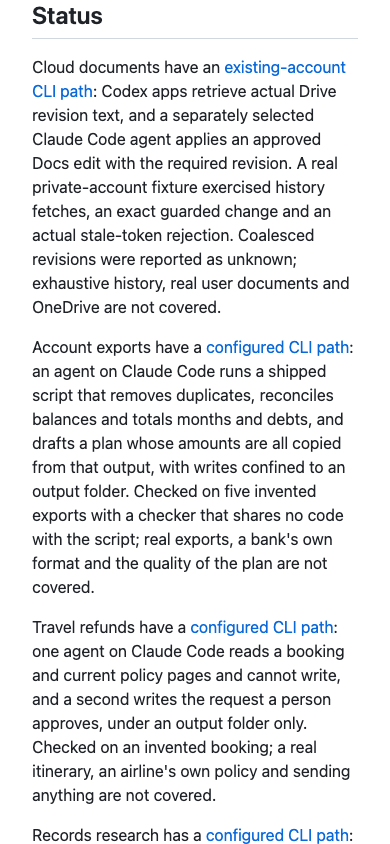 Status
Cloud documents have an existing-account
CLI path: Codex apps retrieve actual Drive
revision text, and a separately selected
Claude Code agent applies an approved
Docs edit with the required revision. A real
private-account fixture exercised history
fetches, an exact guarded change and an
actual stale-token rejection. Coalesced
revisions were reported as unknown;
exhaustive history, real user documents and
OneDrive are not covered.
Account exports have a configured CLI path:
an agent on Claude Code runs a shipped
script that removes duplicates, reconciles
balances and totals months and debts, and
drafts a plan whose amounts are all copied
from that output, with writes confined to an
output folder. Checked on five invented
exports with a checker that shares no code
with the script; real exports, a bank's own
format and the quality of the plan are not
covered.
Travel refunds have a configured CLI path:
one agent on Claude Code reads a booking
and current policy pages and cannot write,
and a second writes the request a person
approves, under an output folder only.
Checked on an invented booking; a real
itinerary, an airline's own policy and sending
anything are not covered.
Records research has a configured CLI path: